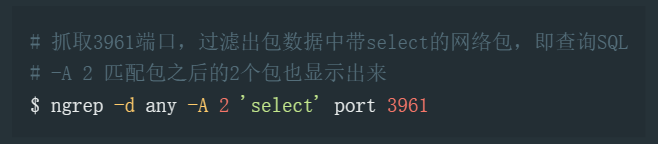 # 抓取3961端口，过滤出包数据中带select的网络包，即查询SQL
# -A 2 匹配包之后的2个包也显示出来
$ ngrep -d any -A 2 'select' port 3961